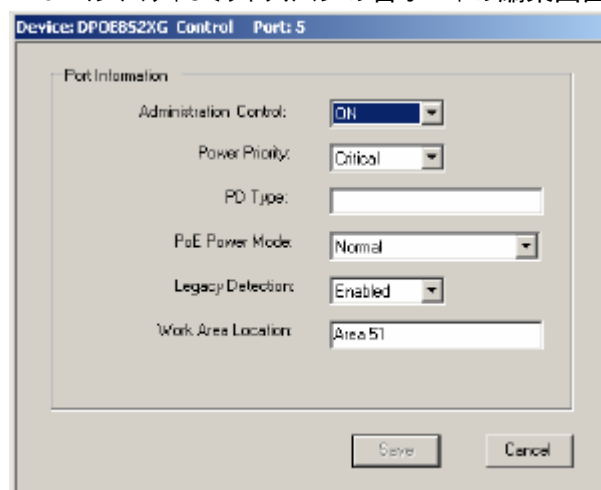 Device: DPOE8S2XG Control Port: 5
Port Information
Administration Control: ON
Power Priority: Critical
PD Type:
PoE Power Mode: Normal
Legacy Detection: Enabled
Work Area Location: Area 51
Save Cancel